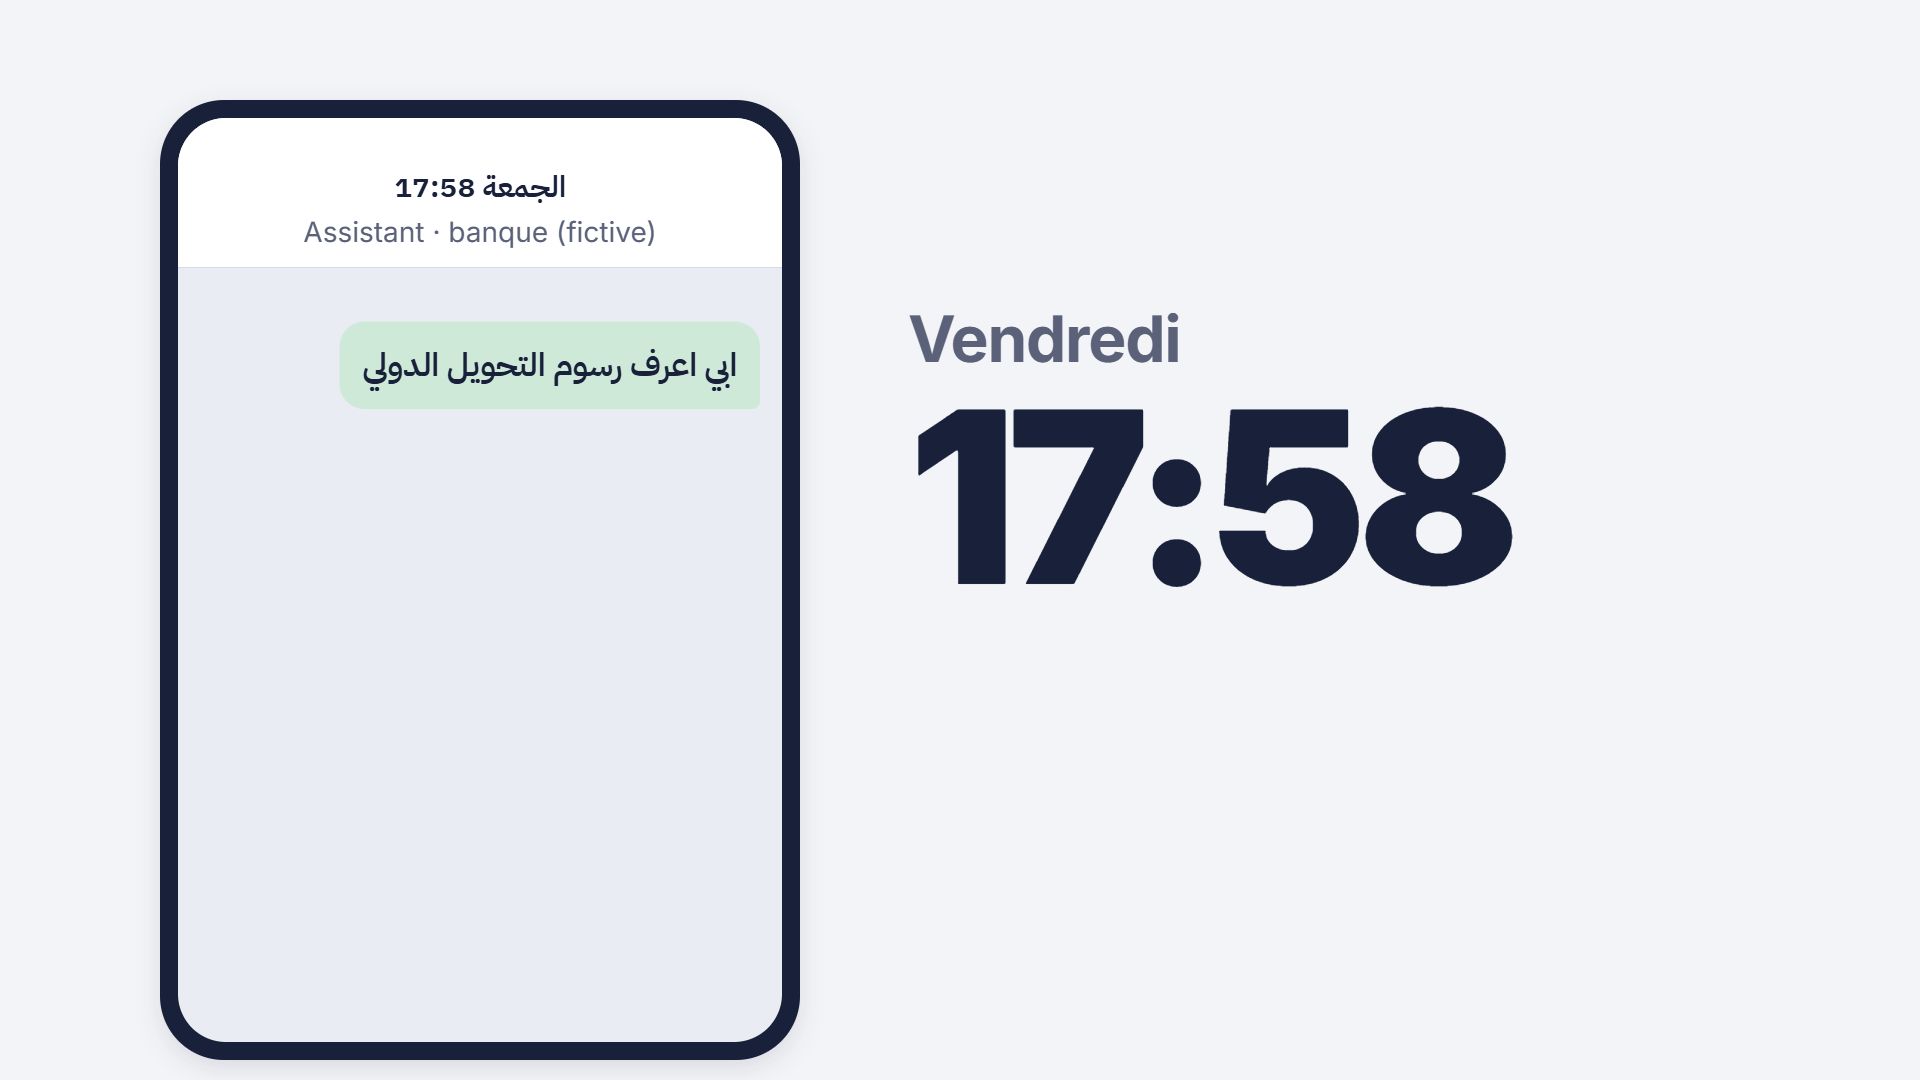 الجمعة 17:58
Assistant · banque (fictive)
ابي اعرف رسوم التحويل الدولي
Vendredi
17:58